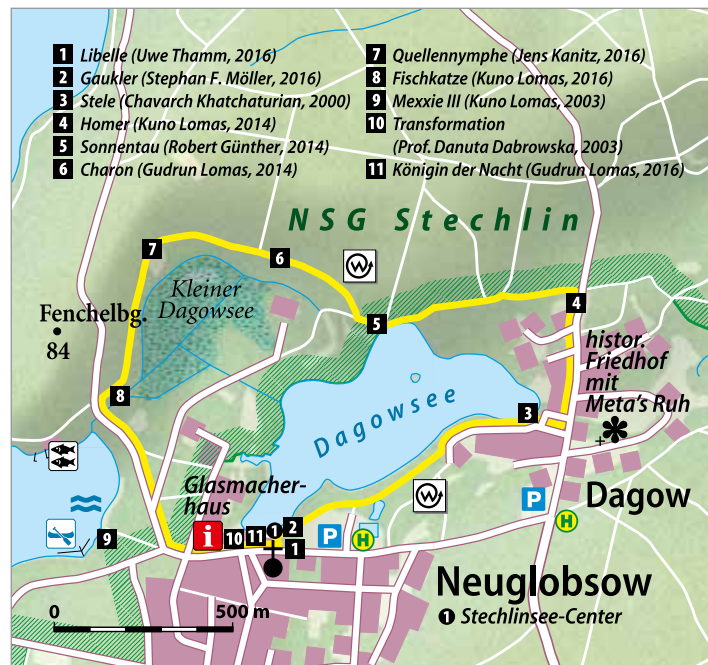 1 Libelle (Uwe Thamm, 2016)
2 Gaukler (Stephan F. Möller, 2016)
3 Stele (Chavarch Khatchaturian, 2000)
4 Homer (Kuno Lomas, 2014)
5 Sonnentau (Robert Günther, 2014)
6 Charon (Gudrun Lomas, 2014)
7 Quellennymphe (Jens Kanitz, 2016)
8 Fischkatze (Kuno Lomas, 2016)
9 Mexxie III (Kuno Lomas, 2003)
10 Transformation
(Prof. Danuta Dabrowska, 2003)
11 Königin der Nacht (Gudrun Lomas, 2016)
NSG Stechlin
7
6
W
Kleiner
Dagowsee
Fenchelbg.
84
5
4
histor.
Friedhof
mit
Meta's Ruh
8
Dagowsee
3
W
Dagow
Glasmacher-
haus
P
H
9
i
10
11
1
2
1
P
H
Neuglobsow
1 Stechlinsee-Center
0
500 m